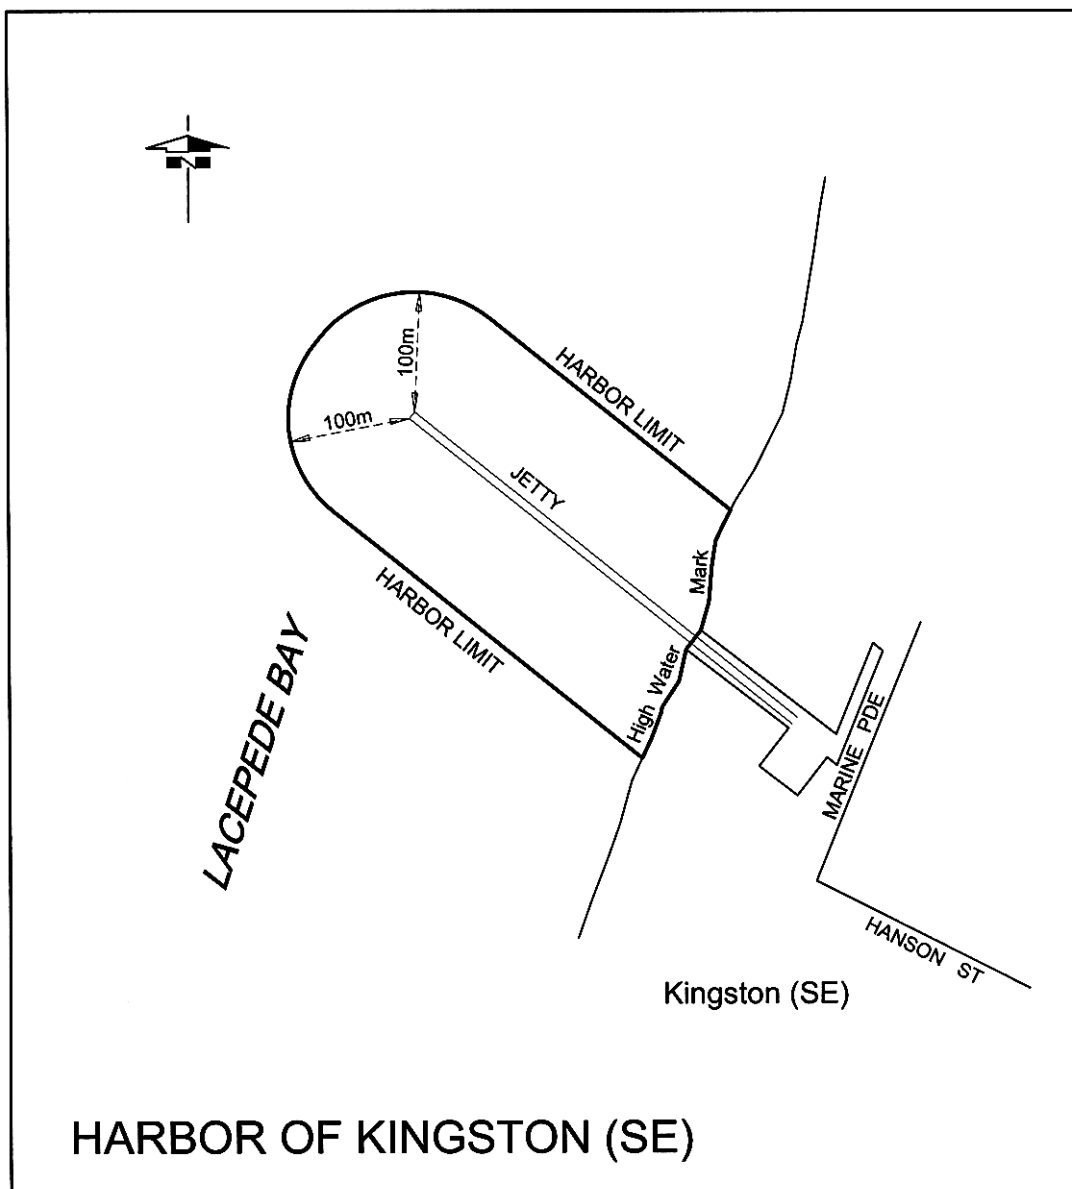 N
100m
100m
HARBOR LIMIT
JETTY
HARBOR LIMIT
High Water Mark
LACEPEDE BAY
MARINE PDE
HANSON ST
Kingston (SE)
HARBOR OF KINGSTON (SE)